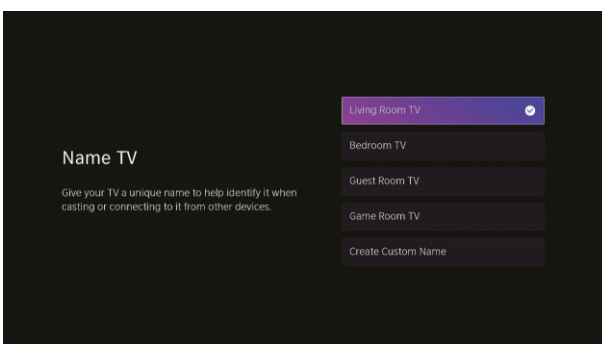 Name TV
Give your TV a unique name to help identify it when
casting or connecting to it from other devices.
Living Room TV
Bedroom TV
Guest Room TV
Game Room TV
Create Custom Name